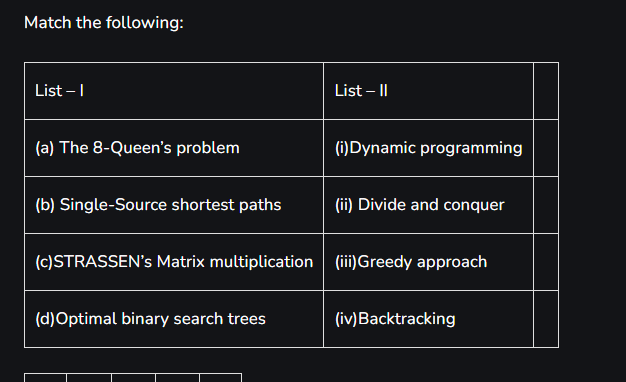 Match the following:
List – I List – II
(a) The 8-Queen’s problem (i)Dynamic programming
(b) Single-Source shortest paths (ii) Divide and conquer
(c)STRASSEN’s Matrix multiplication (iii)Greedy approach
(d)Optimal binary search trees (iv)Backtracking